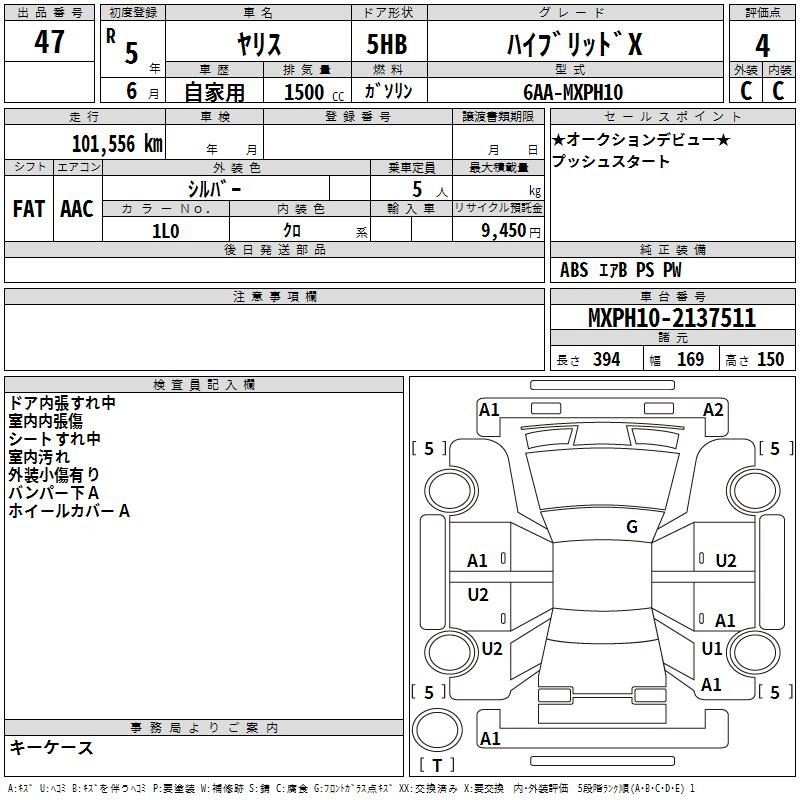 出品番号 初度登録 車名 ドア形状 グレード 評価点
47 R 5 年 ヤリス 5HB ハイブリッドX 4
車歴 排気量 燃料 型式 外装 内装
6 月 自家用 1500 CC ガソリン 6AA-MXPH10 C C
走行 車検 登録番号 譲渡書類期限 セールスポイント
101,556 km 年 月 月 日
★オークションデビュー★
プッシュスタート
シフト エアコン 外装色 乗車定員 最大積載量
FAT AAC シルバー 5 人 kg
カラーNo. 内装色 輸入車 リサイクル預託金
1L0 クロ 系 9,450 円
後日発送部品 純正装備
ABS エアB PS PW
注意事項欄 車台番号
MXPH10-2137511
諸元
長さ 394 幅 169 高さ 150
検査員記入欄
ドア内張すれ中
室内内張傷
シートすれ中
室内汚れ
外装小傷有り
バンパー下A
ホイールカバーA
A1 A2
[ 5 ] [ 5 ]
G
A1 U2
U2
A1
U2 U1
A1
[ 5 ] [ 5 ]
A1
[ T ]
事務局よりご案内
キーケース
A:キズ U:ヘコミ B:キズを伴うヘコミ P:要塗装 W:補修跡 S:錆 C:腐食 G:フロントガラス点キズ XX:交換済み X:要交換 内・外装評価 5段階ランク順(A・B・C・D・E) 1